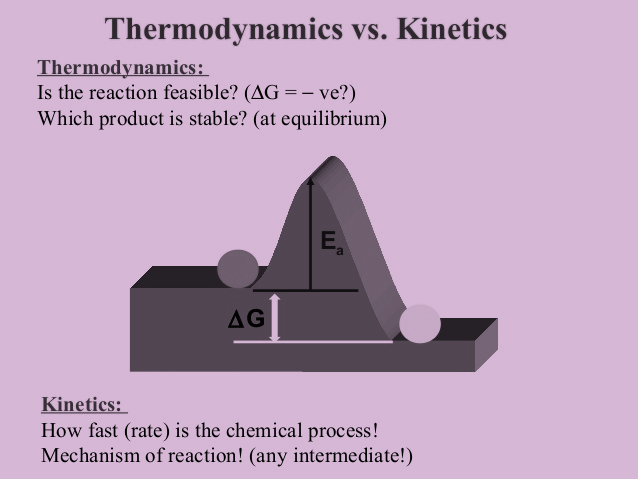 Thermodynamics vs. Kinetics
Thermodynamics:
Is the reaction feasible? (ΔG = − ve?)
Which product is stable? (at equilibrium)
Ea
ΔG
Kinetics:
How fast (rate) is the chemical process!
Mechanism of reaction! (any intermediate!)